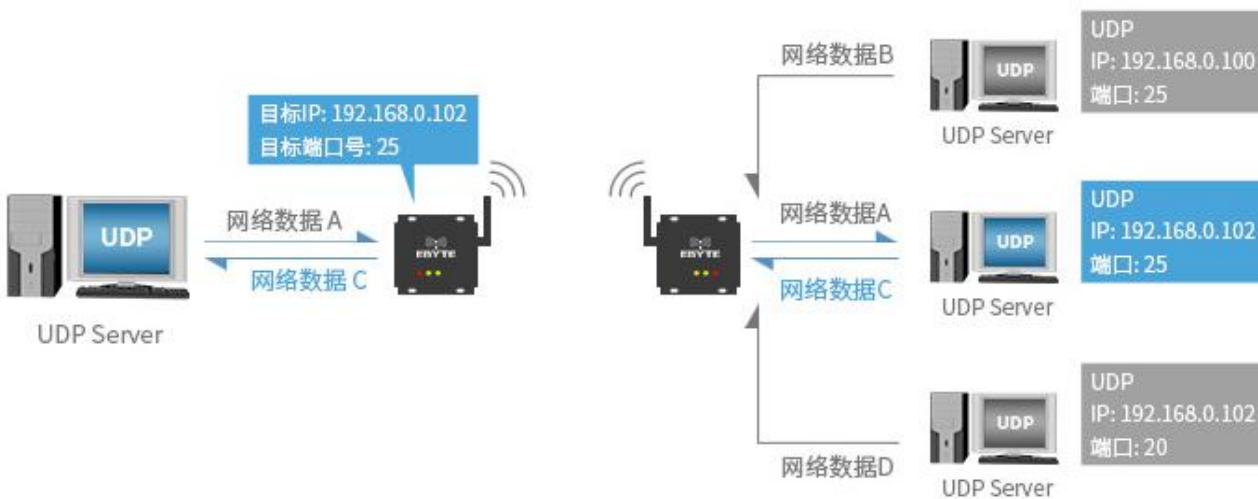 目标IP: 192.168.0.102
目标端口号: 25
UDP
网络数据 A
网络数据 C
UDP Server
EBYTE
EBYTE
网络数据B
UDP
UDP Server
UDP
IP: 192.168.0.100
端口: 25
网络数据A
网络数据C
UDP
UDP Server
UDP
IP: 192.168.0.102
端口: 25
网络数据D
UDP
UDP Server
UDP
IP: 192.168.0.102
端口: 20